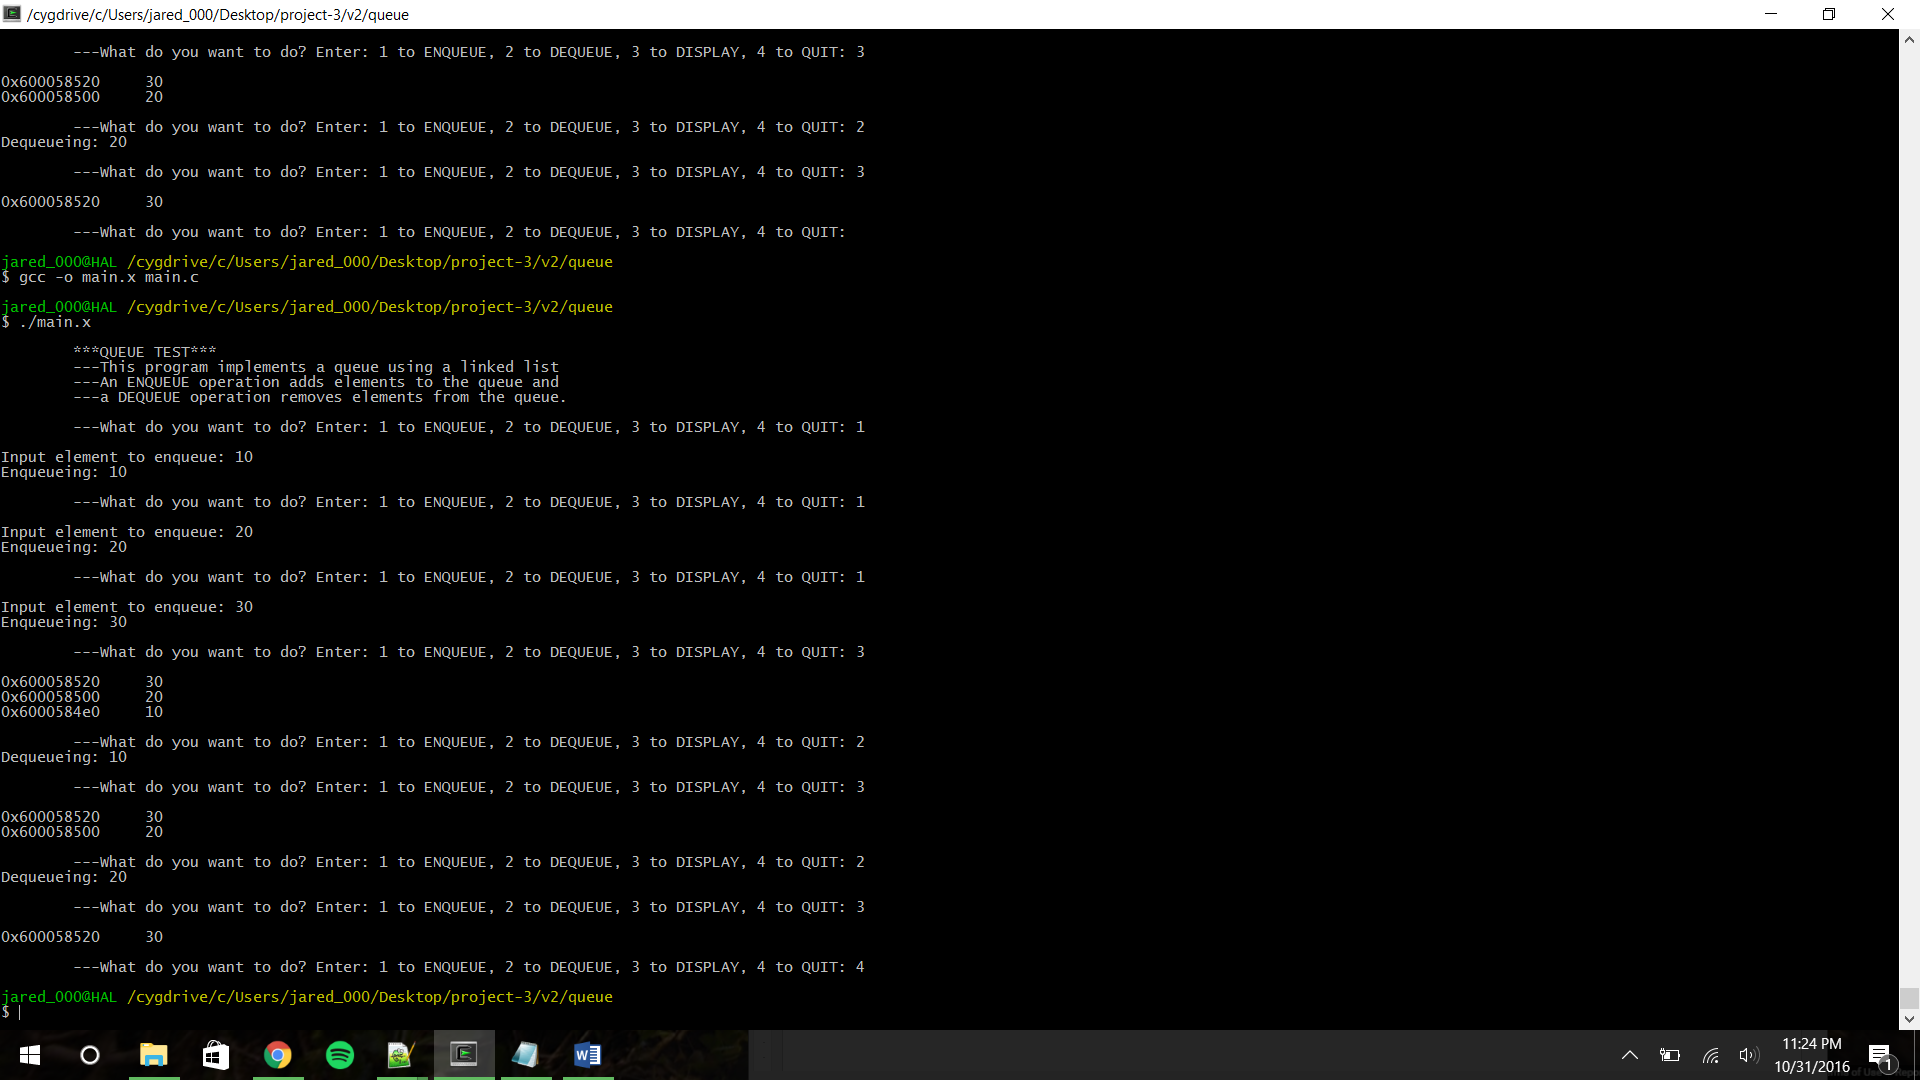 /cygdrive/c/Users/jared_000/Desktop/project-3/v2/queue
---What do you want to do? Enter: 1 to ENQUEUE, 2 to DEQUEUE, 3 to DISPLAY, 4 to QUIT: 3
0x600058520     30
0x600058500     20
---What do you want to do? Enter: 1 to ENQUEUE, 2 to DEQUEUE, 3 to DISPLAY, 4 to QUIT: 2
Dequeueing: 20
---What do you want to do? Enter: 1 to ENQUEUE, 2 to DEQUEUE, 3 to DISPLAY, 4 to QUIT: 3
0x600058520     30
---What do you want to do? Enter: 1 to ENQUEUE, 2 to DEQUEUE, 3 to DISPLAY, 4 to QUIT:
jared_000@HAL /cygdrive/c/Users/jared_000/Desktop/project-3/v2/queue
$ gcc -o main.x main.c
jared_000@HAL /cygdrive/c/Users/jared_000/Desktop/project-3/v2/queue
$ ./main.x
***QUEUE TEST***
---This program implements a queue using a linked list
---An ENQUEUE operation adds elements to the queue and
---a DEQUEUE operation removes elements from the queue.
---What do you want to do? Enter: 1 to ENQUEUE, 2 to DEQUEUE, 3 to DISPLAY, 4 to QUIT: 1
Input element to enqueue: 10
Enqueueing: 10
---What do you want to do? Enter: 1 to ENQUEUE, 2 to DEQUEUE, 3 to DISPLAY, 4 to QUIT: 1
Input element to enqueue: 20
Enqueueing: 20
---What do you want to do? Enter: 1 to ENQUEUE, 2 to DEQUEUE, 3 to DISPLAY, 4 to QUIT: 1
Input element to enqueue: 30
Enqueueing: 30
---What do you want to do? Enter: 1 to ENQUEUE, 2 to DEQUEUE, 3 to DISPLAY, 4 to QUIT: 3
0x600058520     30
0x600058500     20
0x6000584e0     10
---What do you want to do? Enter: 1 to ENQUEUE, 2 to DEQUEUE, 3 to DISPLAY, 4 to QUIT: 2
Dequeueing: 10
---What do you want to do? Enter: 1 to ENQUEUE, 2 to DEQUEUE, 3 to DISPLAY, 4 to QUIT: 3
0x600058520     30
0x600058500     20
---What do you want to do? Enter: 1 to ENQUEUE, 2 to DEQUEUE, 3 to DISPLAY, 4 to QUIT: 2
Dequeueing: 20
---What do you want to do? Enter: 1 to ENQUEUE, 2 to DEQUEUE, 3 to DISPLAY, 4 to QUIT: 3
0x600058520     30
---What do you want to do? Enter: 1 to ENQUEUE, 2 to DEQUEUE, 3 to DISPLAY, 4 to QUIT: 4
jared_000@HAL /cygdrive/c/Users/jared_000/Desktop/project-3/v2/queue
$
11:24 PM
10/31/2016
1